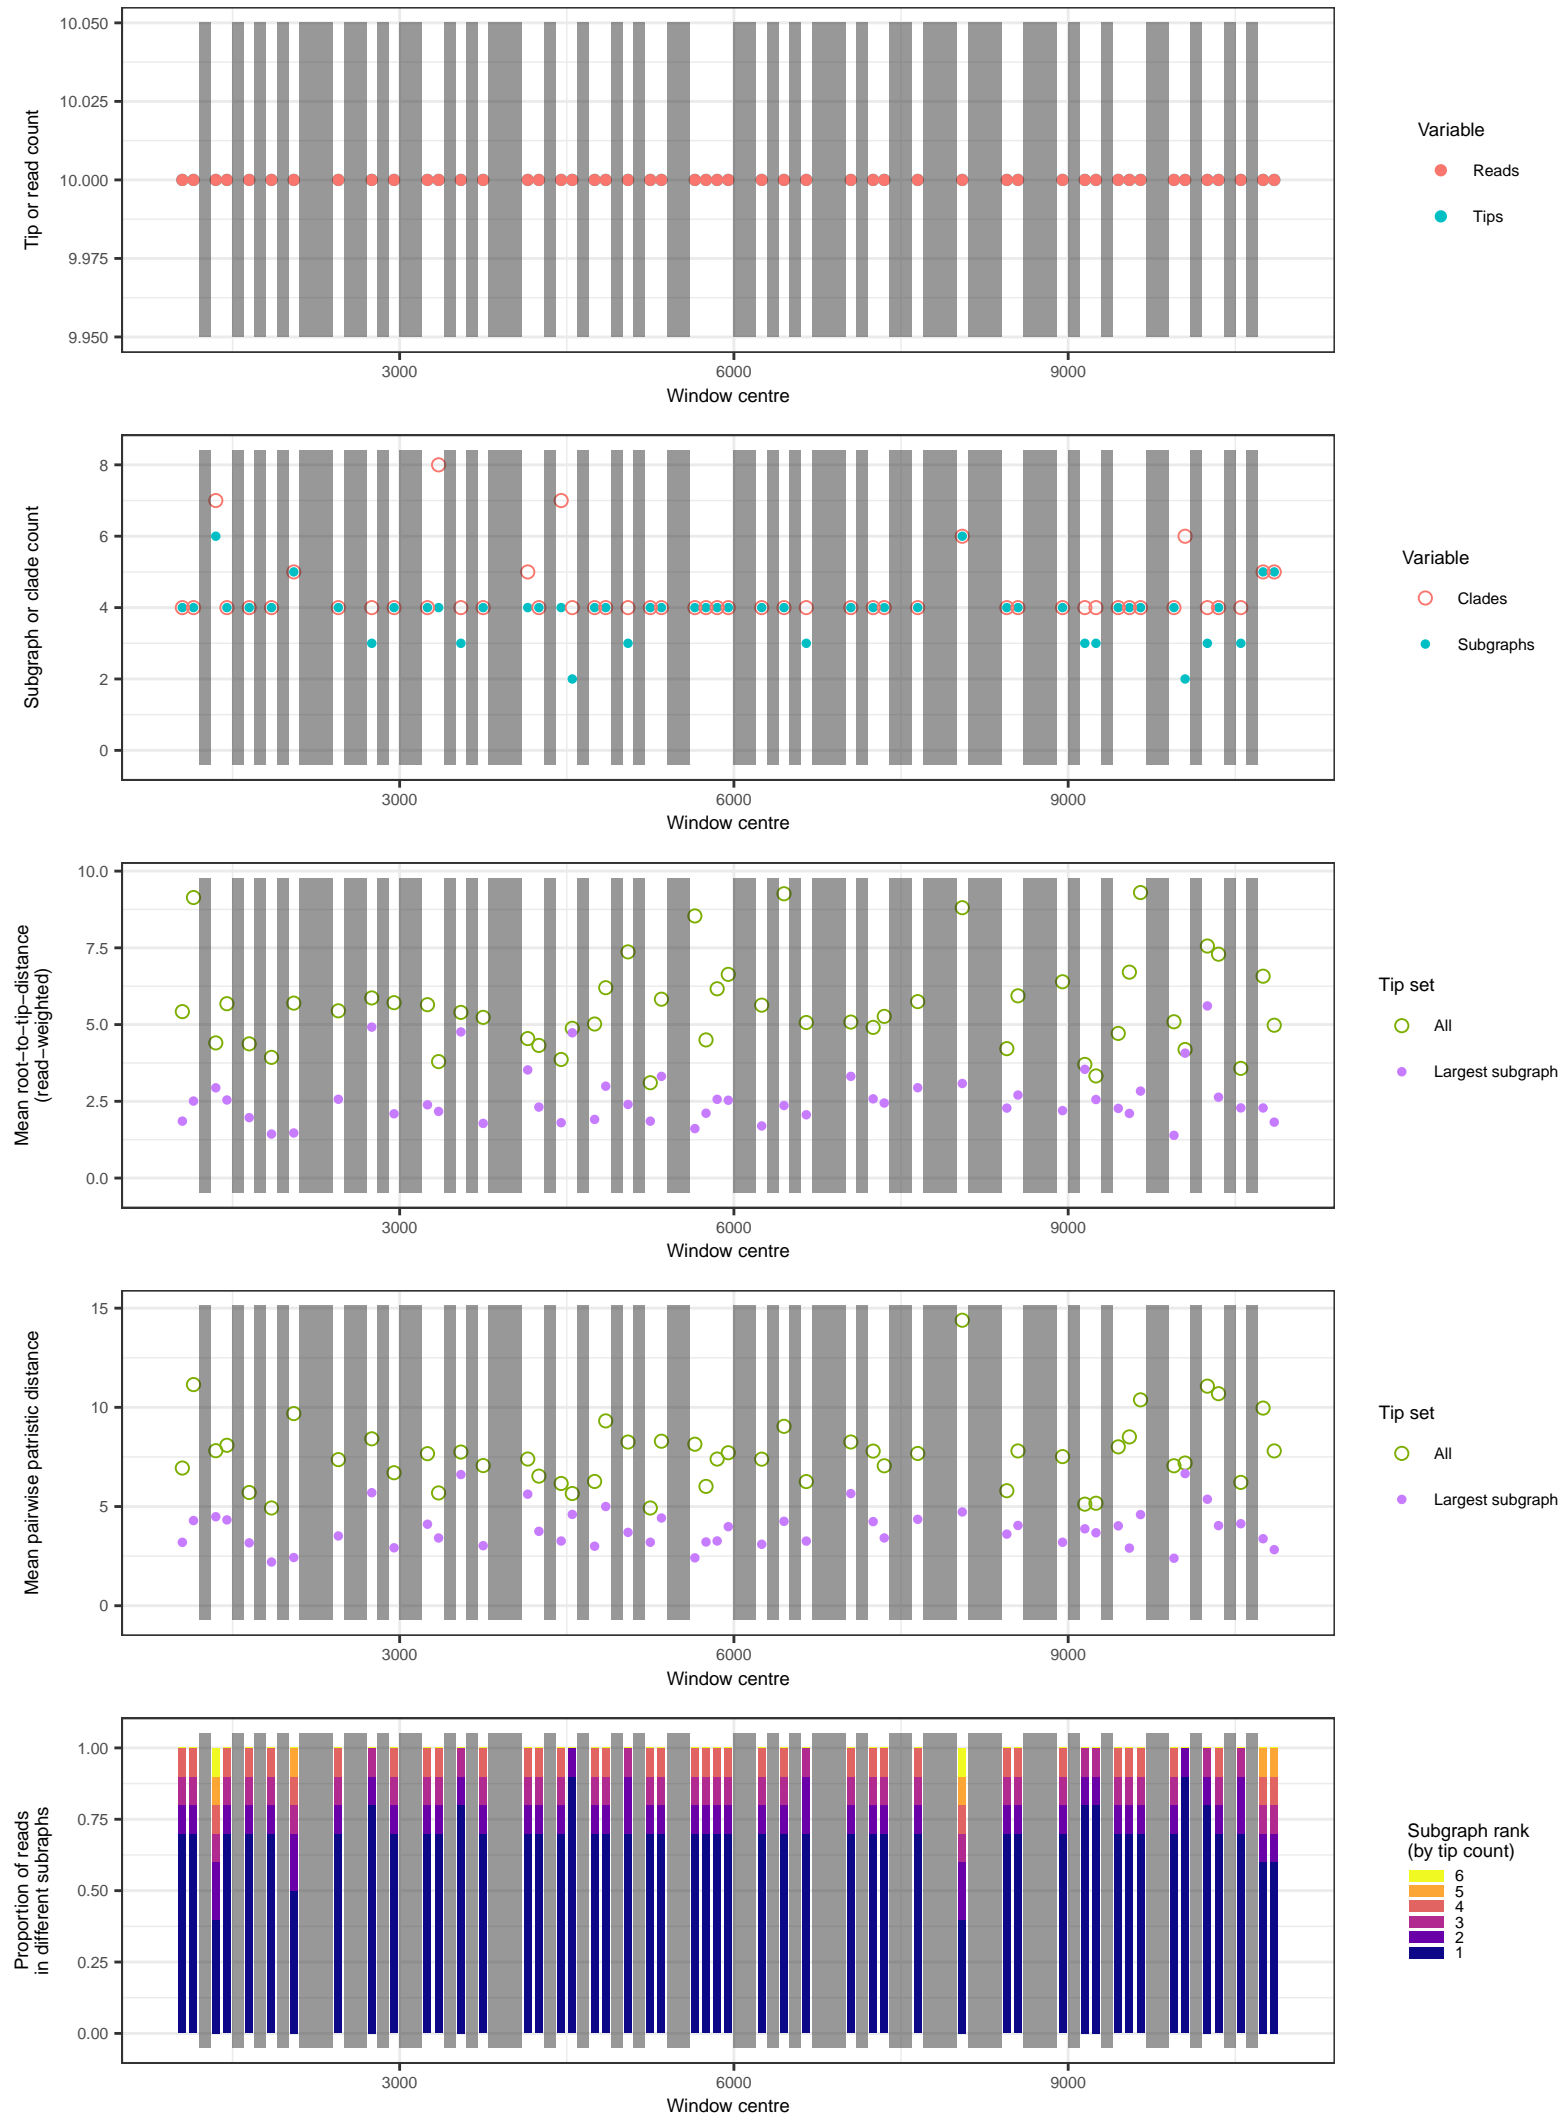 10.050
10.025
10.000
9.975
9.950
Tip or read count
3000
6000
9000
Window centre
Variable
Reads
Tips
8
6
4
2
0
Subgraph or clade count
3000
6000
9000
Window centre
Variable
Clades
Subgraphs
10.0
7.5
5.0
2.5
0.0
Mean root−to−tip−distance
(read−weighted)
3000
6000
9000
Window centre
Tip set
All
Largest subgraph
15
10
5
0
Mean pairwise patristic distance
3000
6000
9000
Window centre
Tip set
All
Largest subgraph
1.00
0.75
0.50
0.25
0.00
Proportion of reads
in different subraphs
3000
6000
9000
Window centre
Subgraph rank
(by tip count)
6
5
4
3
2
1